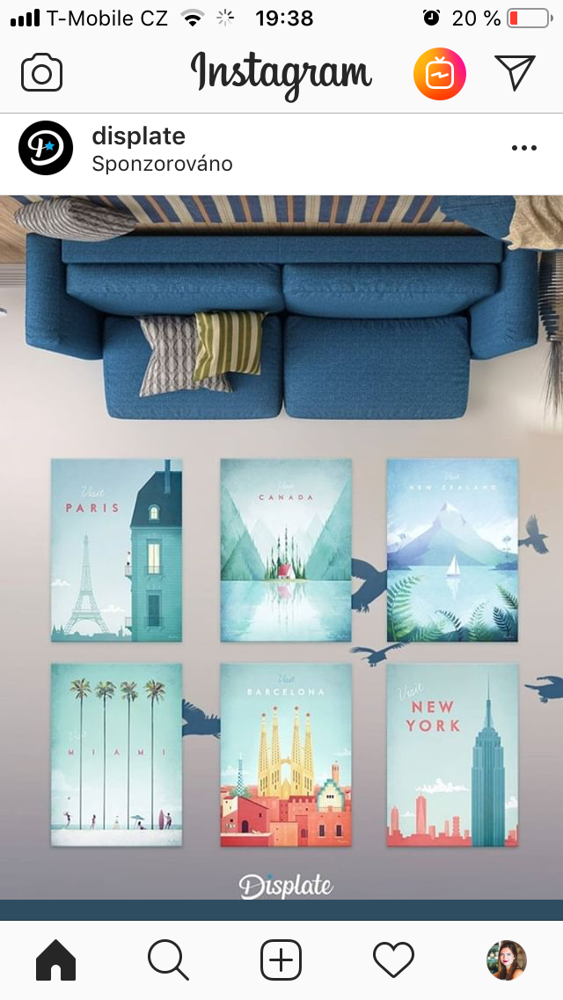 T-Mobile CZ 19:38 20 %
Instagram
displate
Sponzorováno
Visit
PARIS
Visit
CANADA
Visit
NEW ZEALAND
Visit
MIAMI
Visit
BARCELONA
Visit
NEW
YORK
Displate